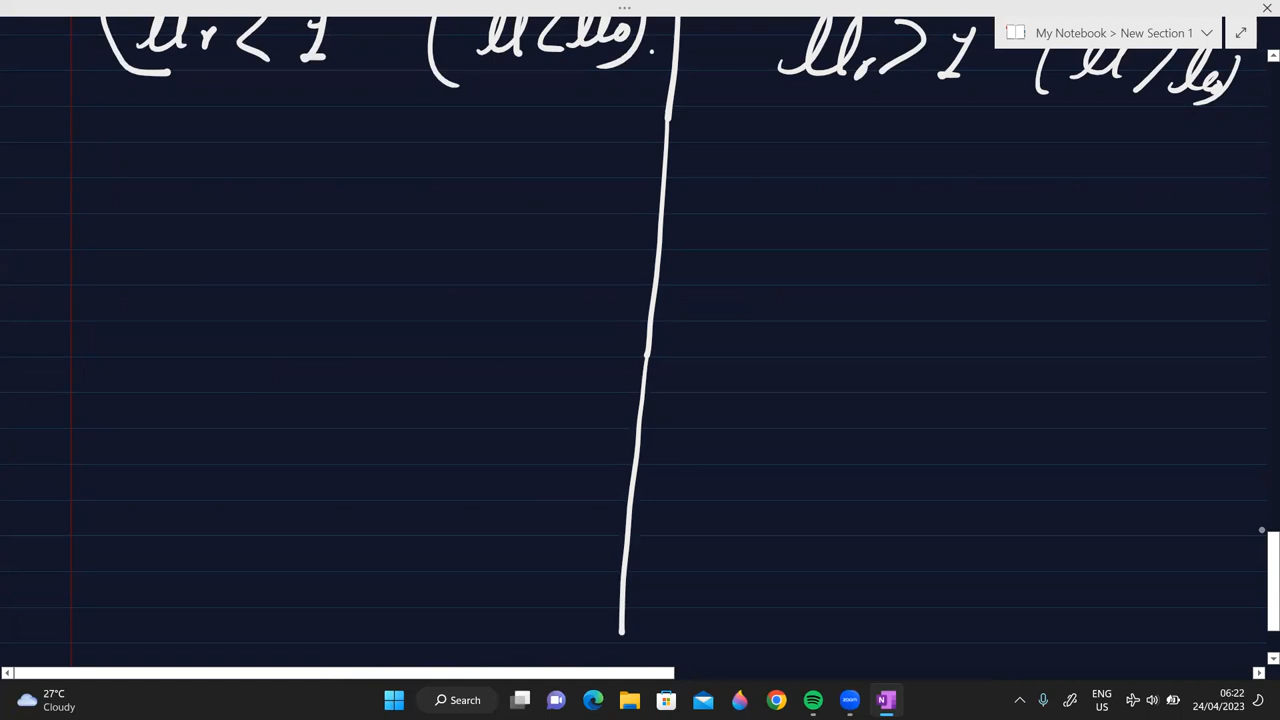 My Notebook > New Section 1
(μr < 1 (μ<μ0).
μr > 1 (μ>μ0)
27°C
Cloudy
Search
zoom
ENG
US
06:22
24/04/2023